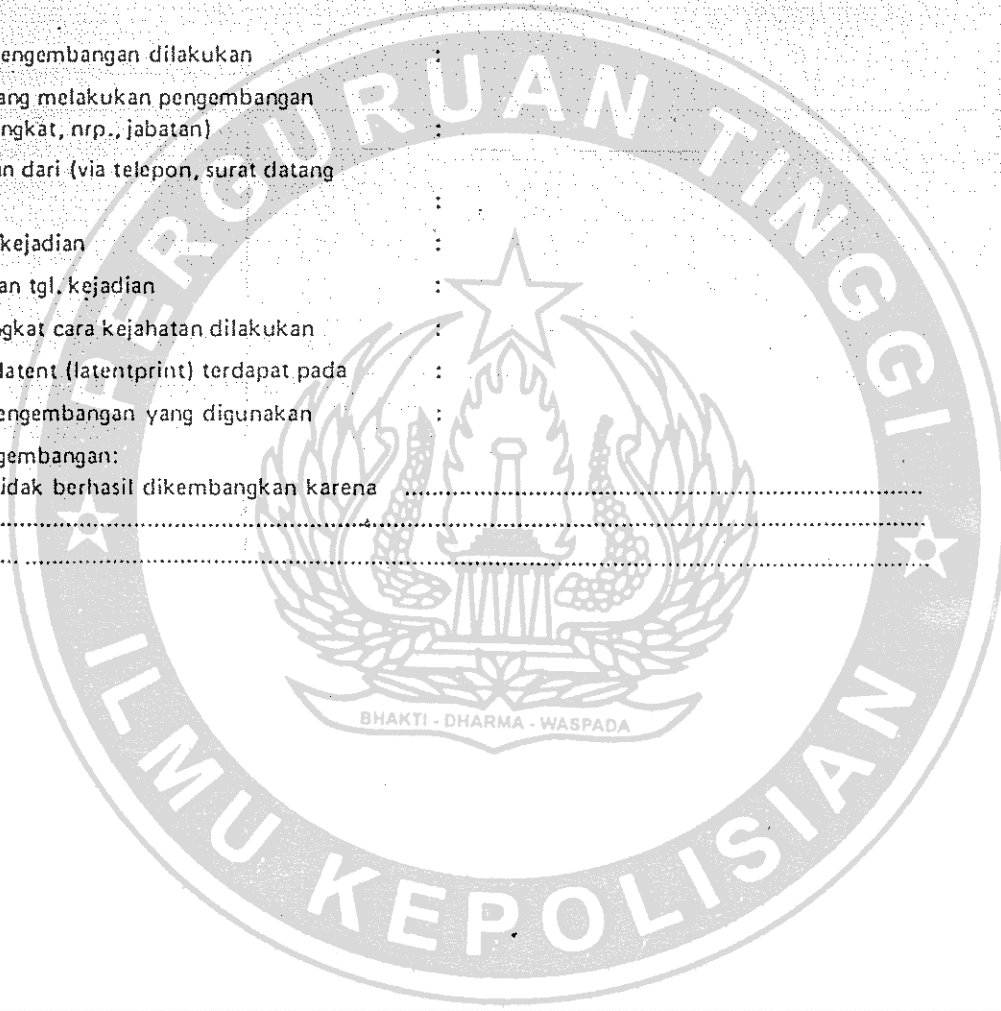 engembangan dilakukan :
ang melakukan pengembangan
ngkat, nrp., jabatan) :
n dari (via telepon, surat datang
:
kejadian :
an tgl. kejadian :
gkat cara kejahatan dilakukan :
latent (latentprint) terdapat pada :
engembangan yang digunakan :
gembangan:
idak berhasil dikembangkan karena ..........
..........
..........
PERGURUAN TINGGI
BHAKTI - DHARMA - WASPADA
ILMU KEPOLISIAN